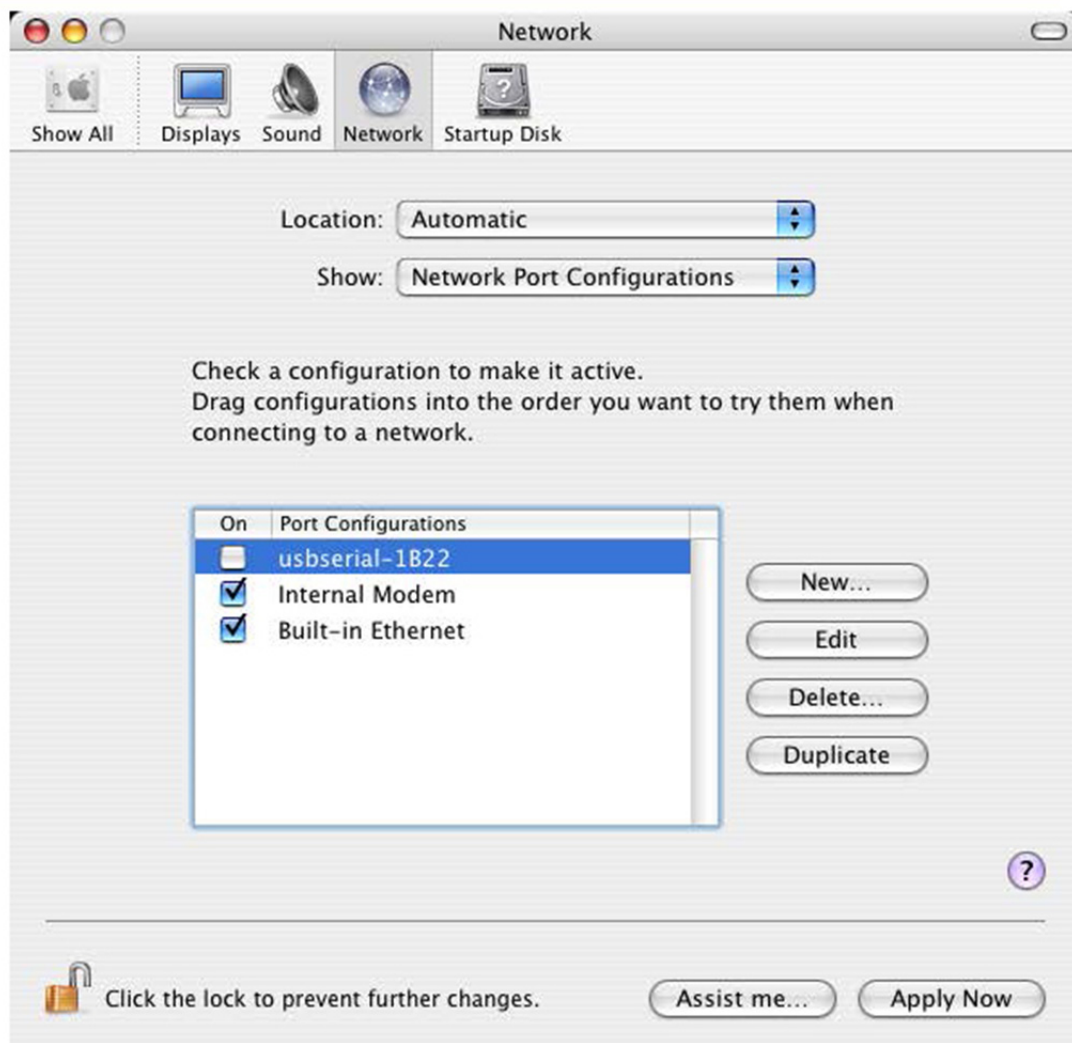 Network
Show All
Displays
Sound
Network
Startup Disk
Location: Automatic
Show: Network Port Configurations
Check a configuration to make it active.
Drag configurations into the order you want to try them when
connecting to a network.
On Port Configurations
usbserial-1B22
Internal Modem
Built-in Ethernet
New...
Edit
Delete...
Duplicate
?
Click the lock to prevent further changes.
Assist me...
Apply Now